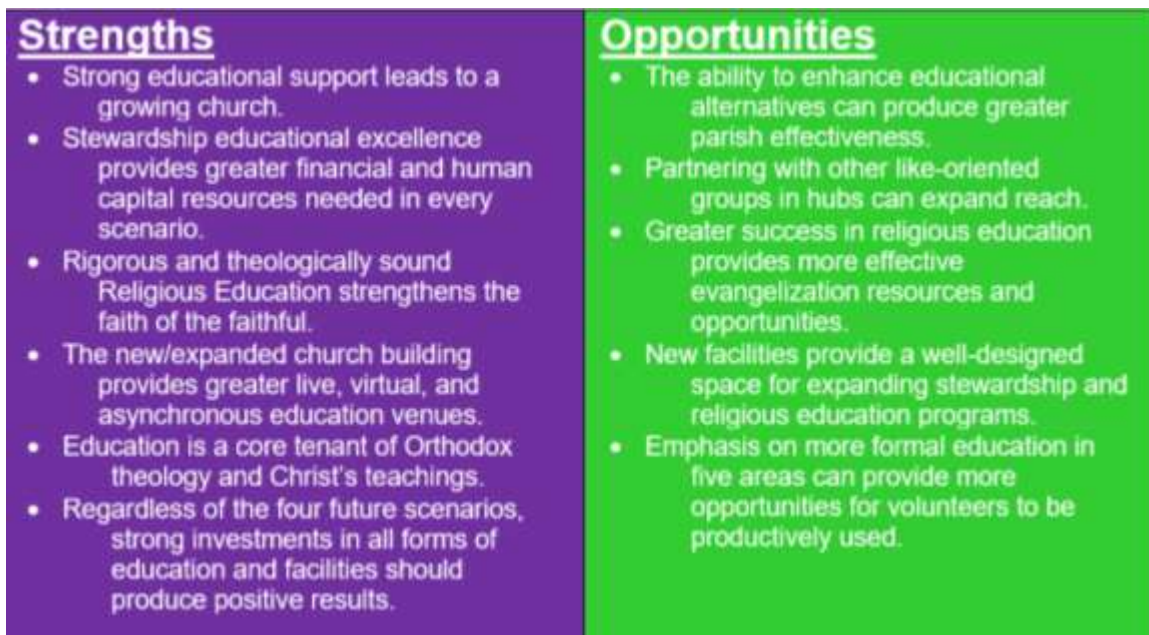 Strengths
• Strong educational support leads to a
growing church.
• Stewardship educational excellence
provides greater financial and human
capital resources needed in every
scenario.
• Rigorous and theologically sound
Religious Education strengthens the
faith of the faithful.
• The new/expanded church building
provides greater live, virtual, and
asynchronous education venues.
• Education is a core tenant of Orthodox
theology and Christ's teachings.
• Regardless of the four future scenarios,
strong investments in all forms of
education and facilities should
produce positive results.
Opportunities
• The ability to enhance educational
alternatives can produce greater
parish effectiveness.
• Partnering with other like-oriented
groups in hubs can expand reach.
• Greater success in religious education
provides more effective
evangelization resources and
opportunities.
• New facilities provide a well-designed
space for expanding stewardship and
religious education programs.
• Emphasis on more formal education in
five areas can provide more
opportunities for volunteers to be
productively used.